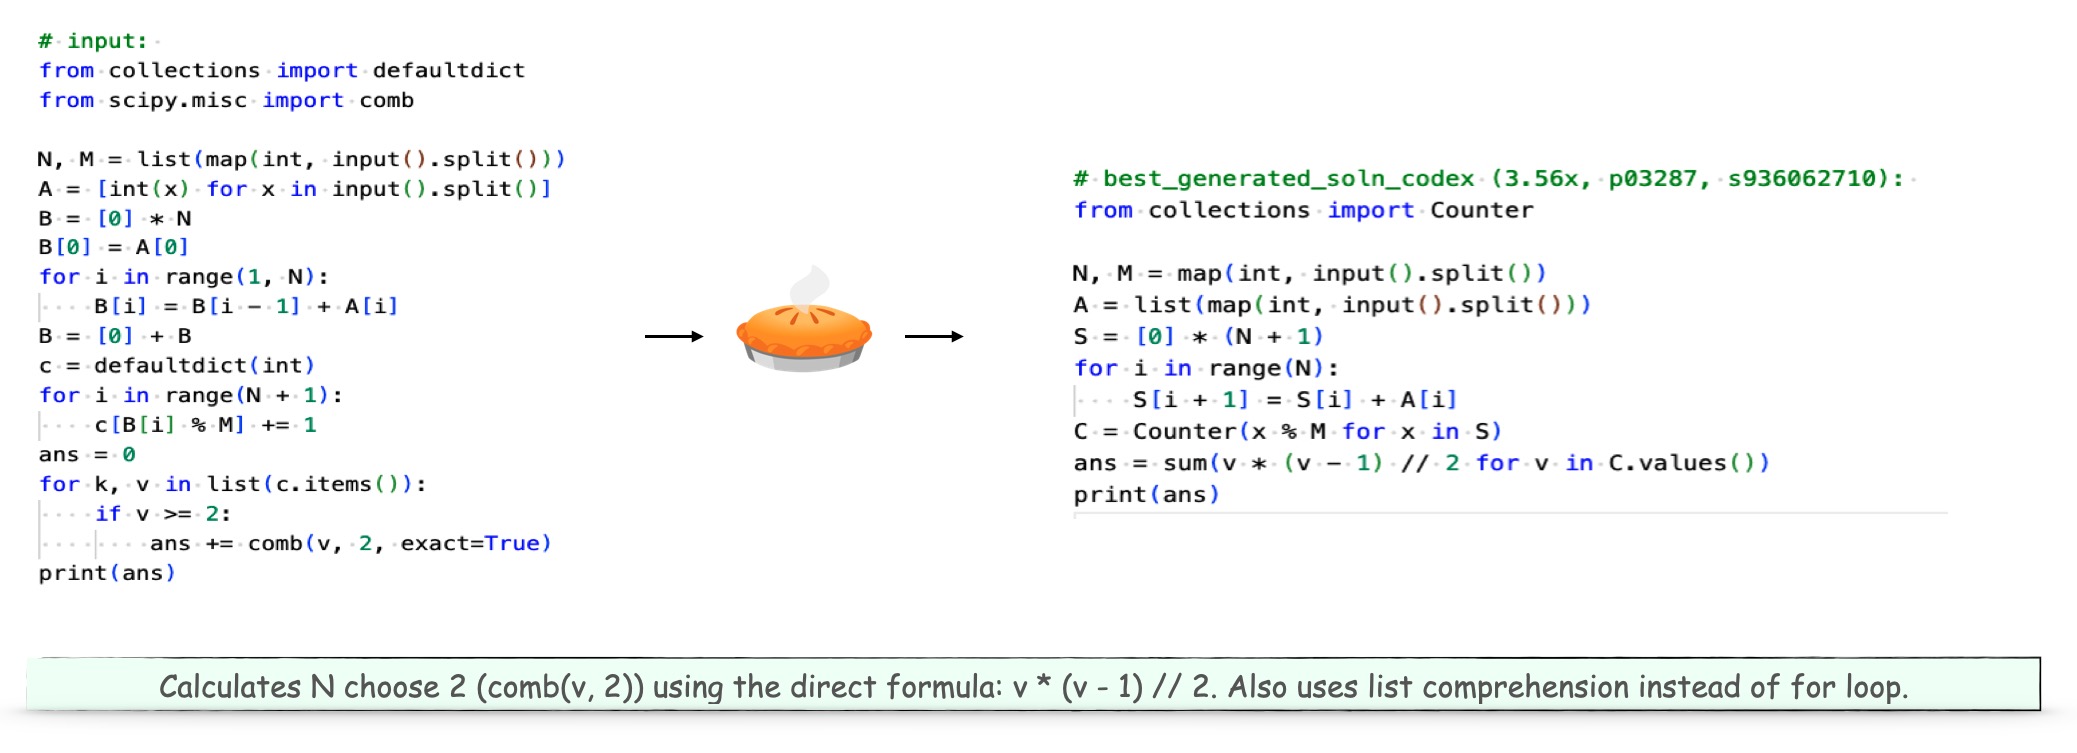 # input:
from collections import defaultdict
from scipy.misc import comb

N, M = list(map(int, input().split()))
A = [int(x) for x in input().split()]
B = [0] * N
B[0] = A[0]
for i in range(1, N):
    B[i] = B[i - 1] + A[i]
B = [0] + B
c = defaultdict(int)
for i in range(N + 1):
    c[B[i] % M] += 1
ans = 0
for k, v in list(c.items()):
    if v >= 2:
        ans += comb(v, 2, exact=True)
print(ans)

# best_generated_soln_codex (3.56x, p03287, s936062710):
from collections import Counter

N, M = map(int, input().split())
A = list(map(int, input().split()))
S = [0] * (N + 1)
for i in range(N):
    S[i + 1] = S[i] + A[i]
C = Counter(x % M for x in S)
ans = sum(v * (v - 1) // 2 for v in C.values())
print(ans)

Calculates N choose 2 (comb(v, 2)) using the direct formula: v * (v - 1) // 2. Also uses list comprehension instead of for loop.